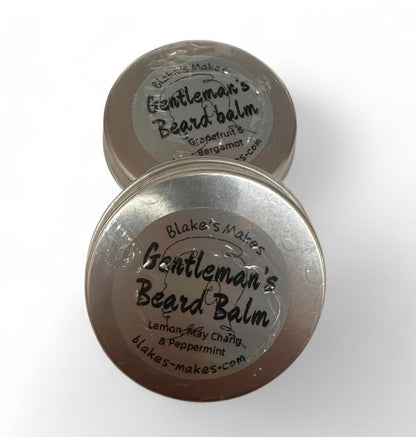 Blake's Makes
Gentleman's
Beard balm
Grapefruit &
Bergamot
Blake's Makes
Gentleman's
Beard Balm
Lemon, May Chang
& Peppermint
blakes-makes.com